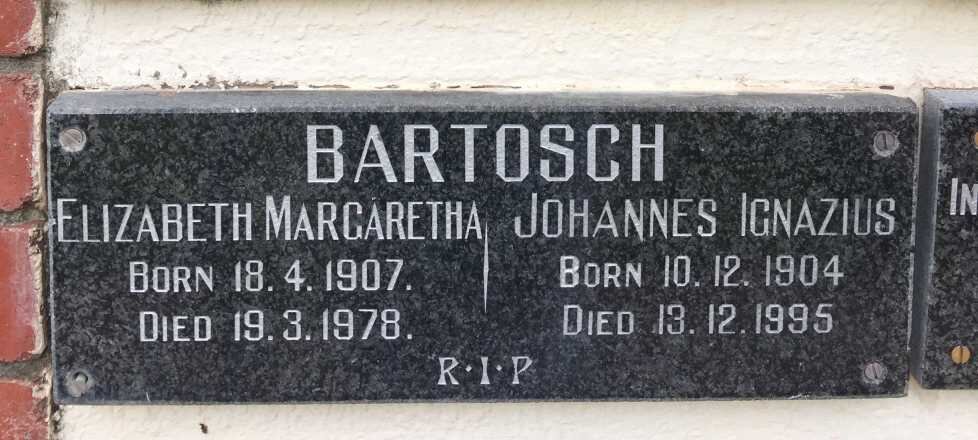 BARTOSCH
ELIZABETH MARGARETHA
BORN 18.4.1907.
DIED 19.3.1978.
JOHANNES IGNAZIUS
BORN 10.12.1904
DIED 13.12.1995
R·I·P